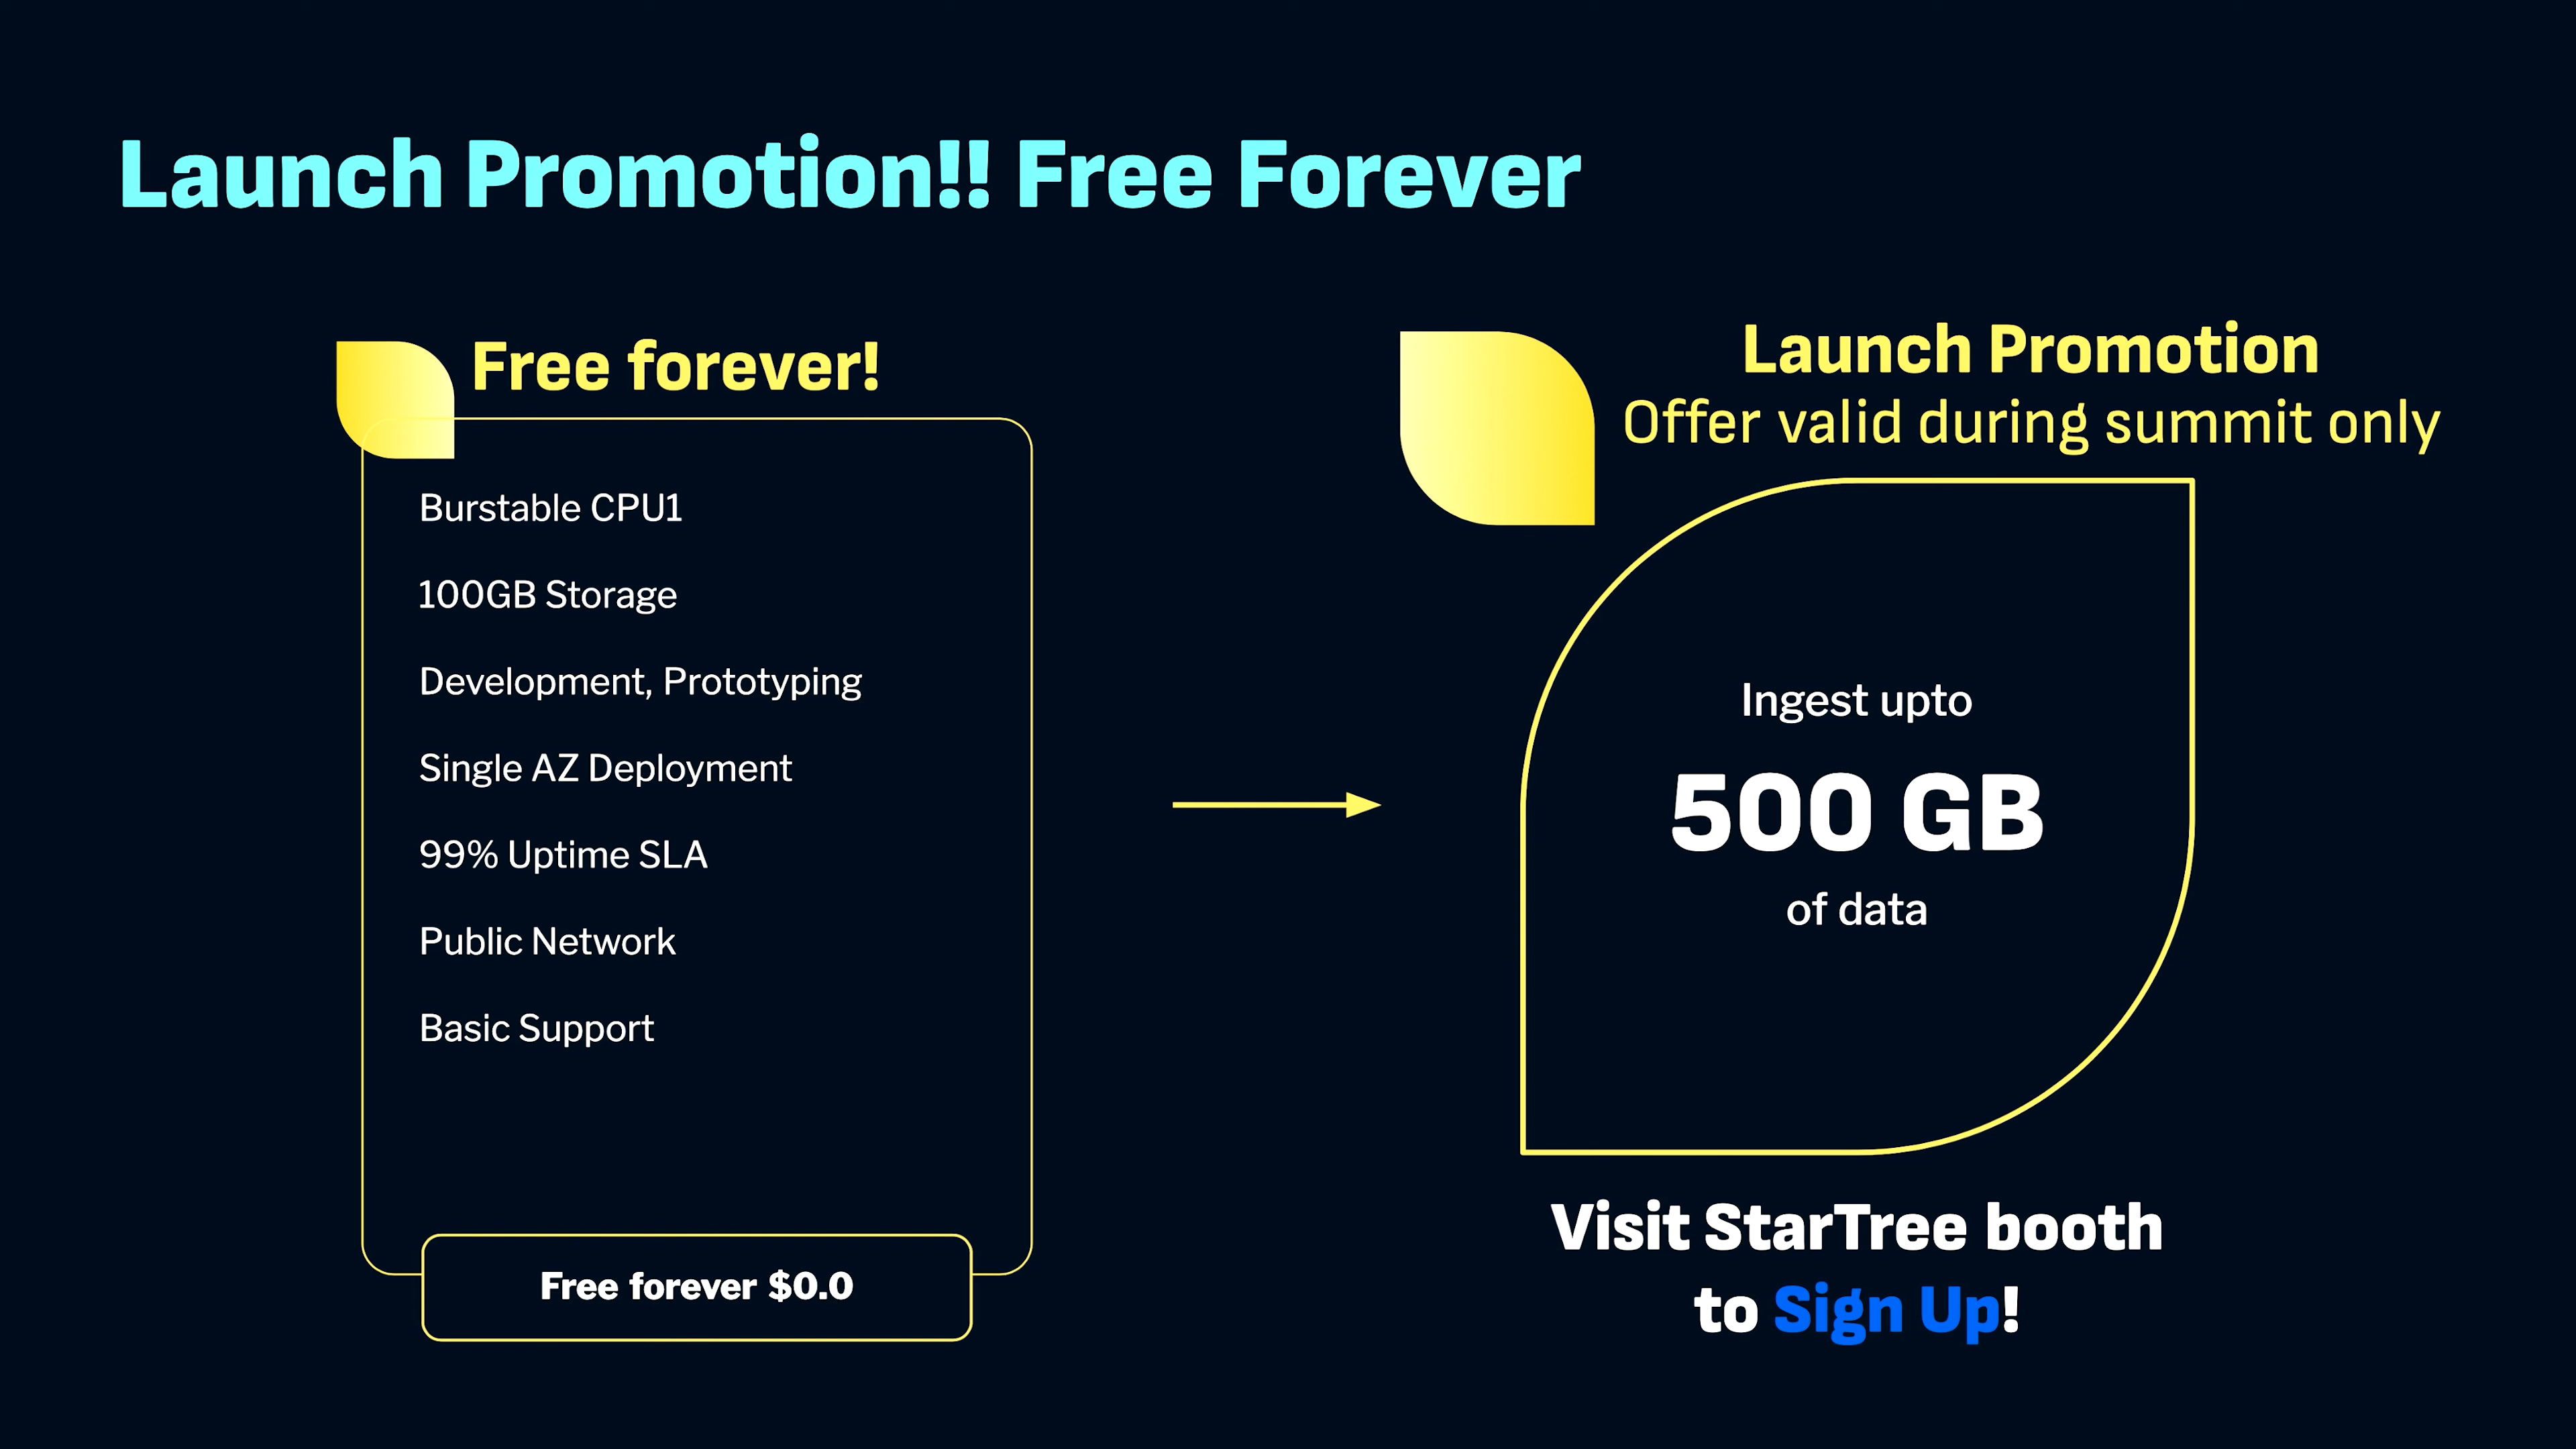 Launch Promotion!! Free Forever
Free forever!
Burstable CPU1
100GB Storage
Development, Prototyping
Single AZ Deployment
99% Uptime SLA
Public Network
Basic Support
Free forever $0.0
Launch Promotion
Offer valid during summit only
Ingest upto
500 GB
of data
Visit StarTree booth
to Sign Up!